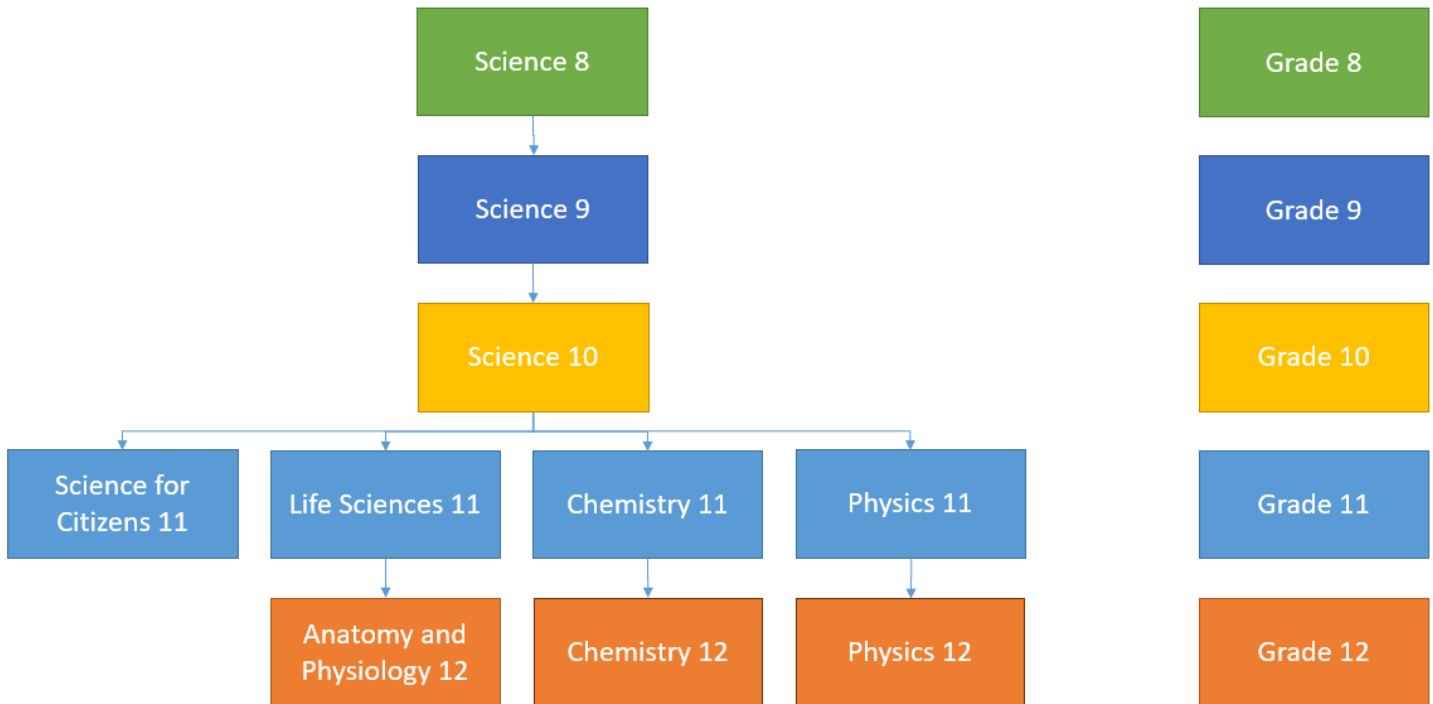 Science 8
Grade 8
Science 9
Grade 9
Science 10
Grade 10
Science for
Citizens 11
Life Sciences 11
Chemistry 11
Physics 11
Grade 11
Anatomy and
Physiology 12
Chemistry 12
Physics 12
Grade 12